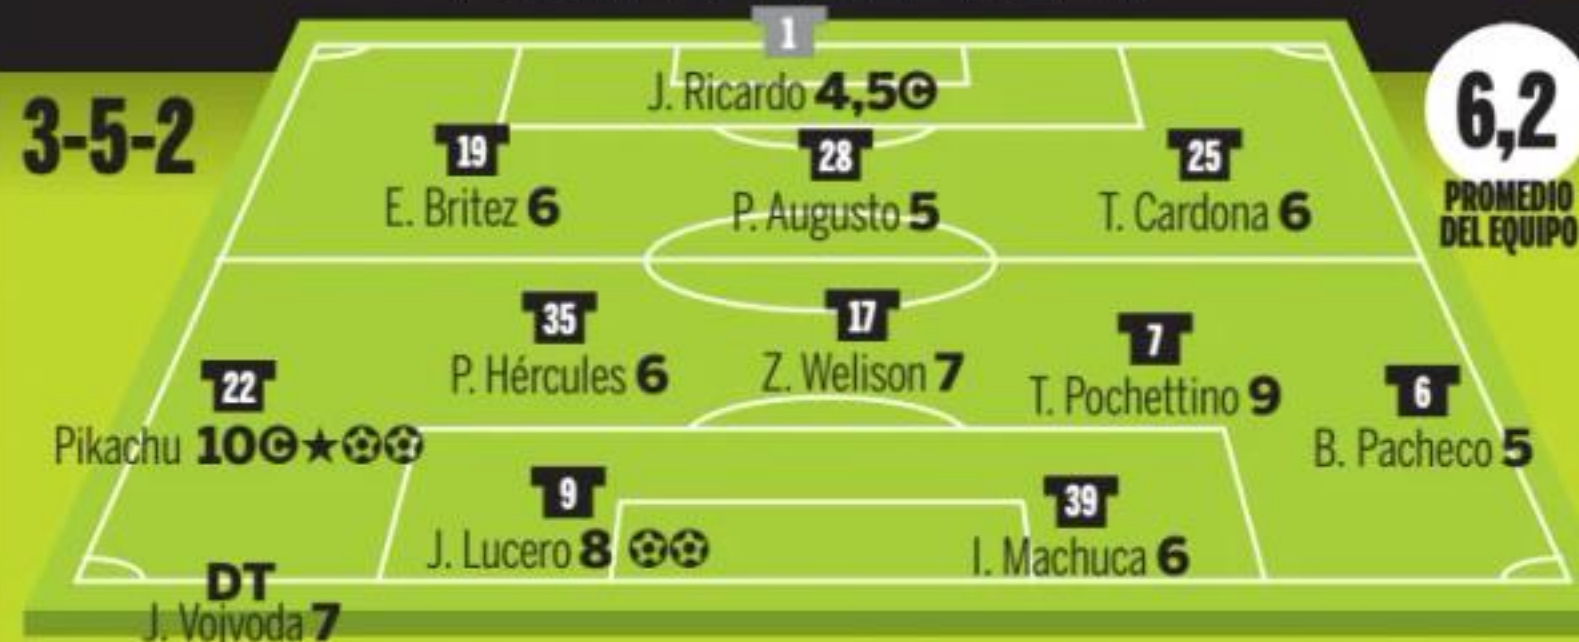 1
J. Ricardo 4,5©
3-5-2
6,2
PROMEDIO
DEL EQUIPO
19
E. Britez 6
28
P. Augusto 5
25
T. Cardona 6
35
P. Hércules 6
17
Z. Welison 7
7
T. Pochettino 9
22
Pikachu 10©★⚽⚽
6
B. Pacheco 5
9
J. Lucero 8 ⚽⚽
39
I. Machuca 6
DT
J. Vojvoda 7